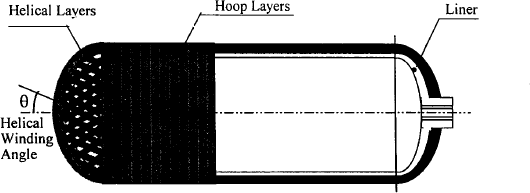 Helical Layers
Hoop Layers
Liner
θ
Helical
Winding
Angle